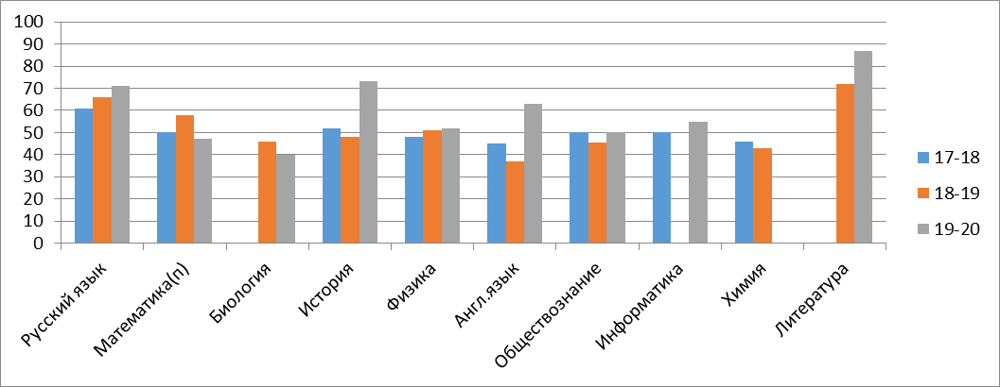 100
90
80
70
60
50
40
30
20
10
0
Русский язык
Математика(п)
Биология
История
Физика
Англ.язык
Обществознание
Информатика
Химия
Литература
17-18
18-19
19-20